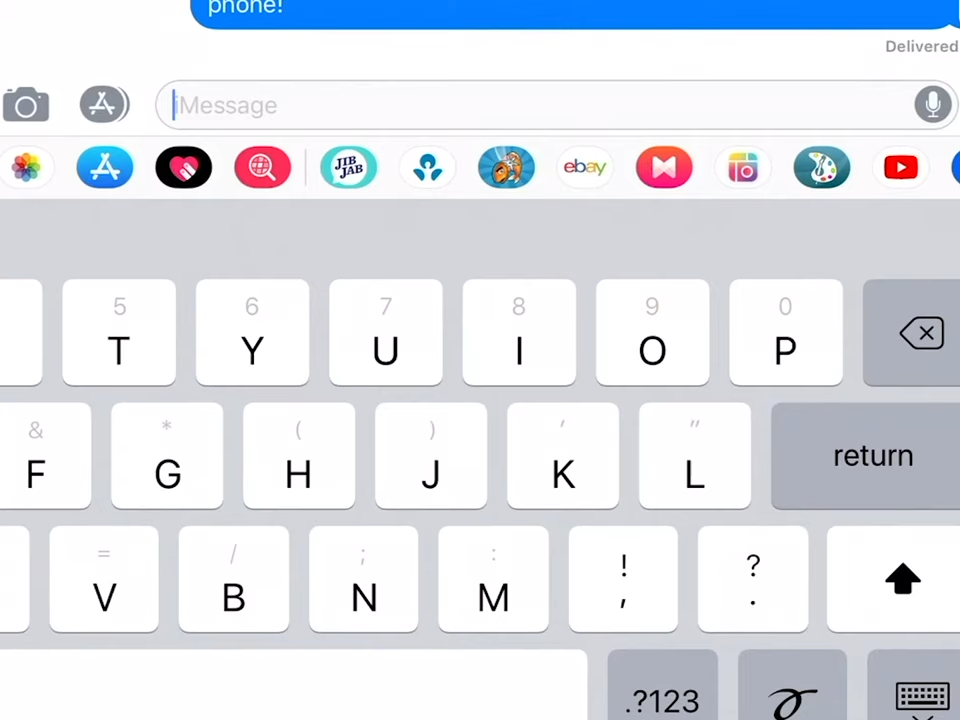 phone!
Delivered
iMessage
JIB JAB
ebay
5 6 7 8 9 0
T Y U I O P
& * ( ) ' "
F G H J K L
return
= / ; : ! ?
V B N M , .
.?123